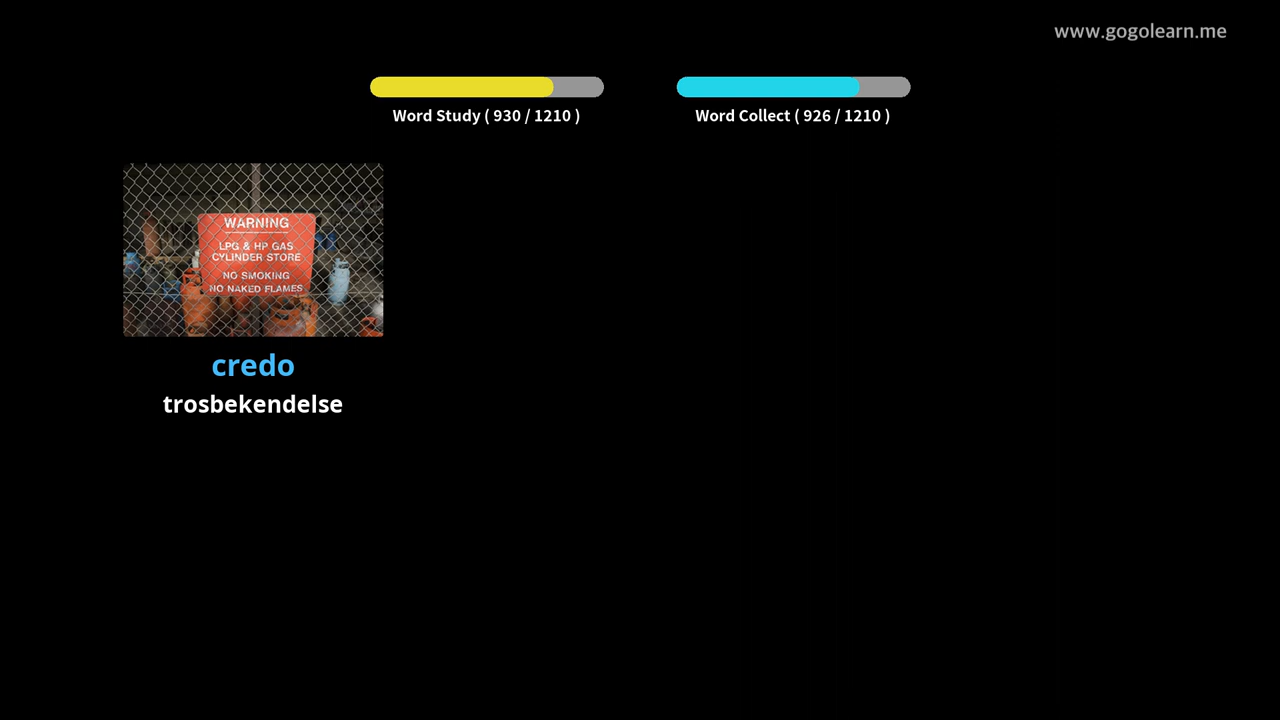 www.gogolearn.me
Word Study ( 930 / 1210 )
Word Collect ( 926 / 1210 )
WARNING
LPG & HP GAS
CYLINDER STORE
NO SMOKING
NO NAKED FLAMES
credo
trosbekendelse